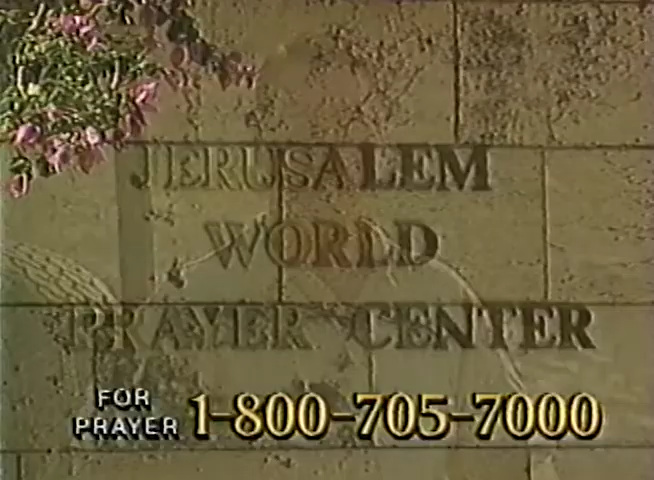 JERUSALEM
WORLD
PRAYER CENTER
FOR
PRAYER 1-800-705-7000